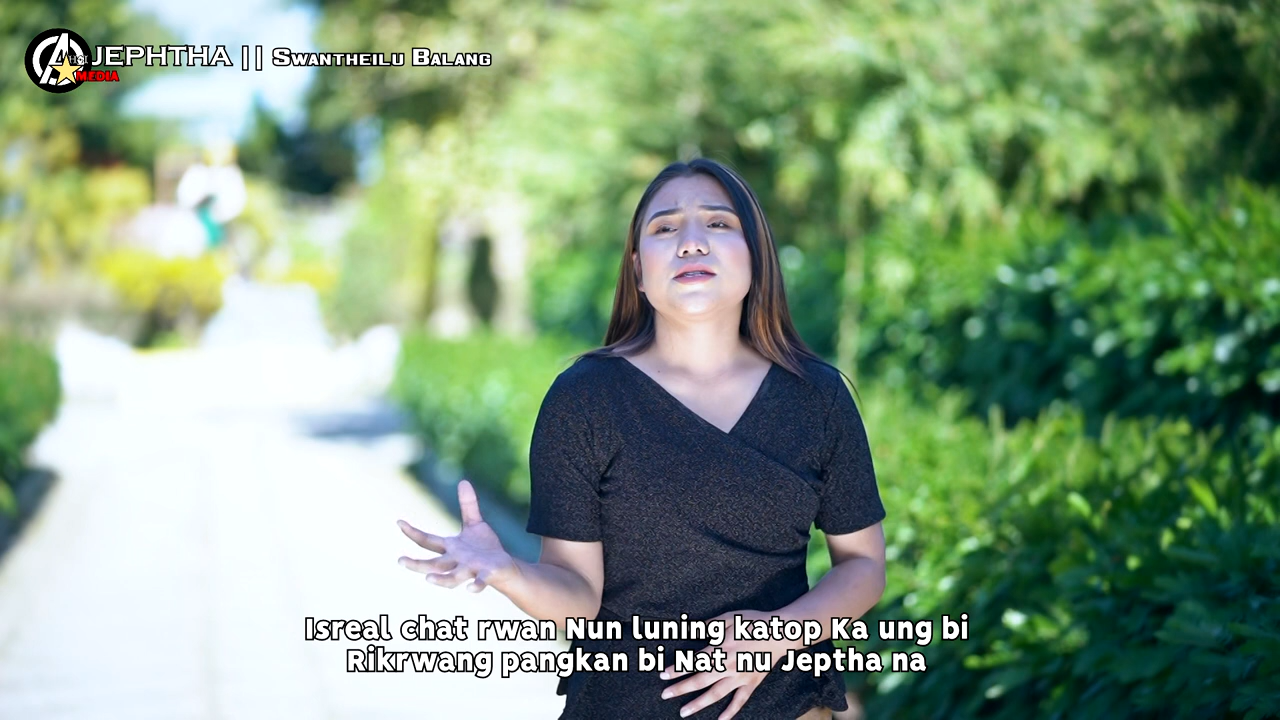 JEPHTHA || Swantheilu Balang
MEDIA
Isreal chat rwan Nun luning katop Ka ung bi
Rikrwang pangkan bi Nat nu Jeptha na